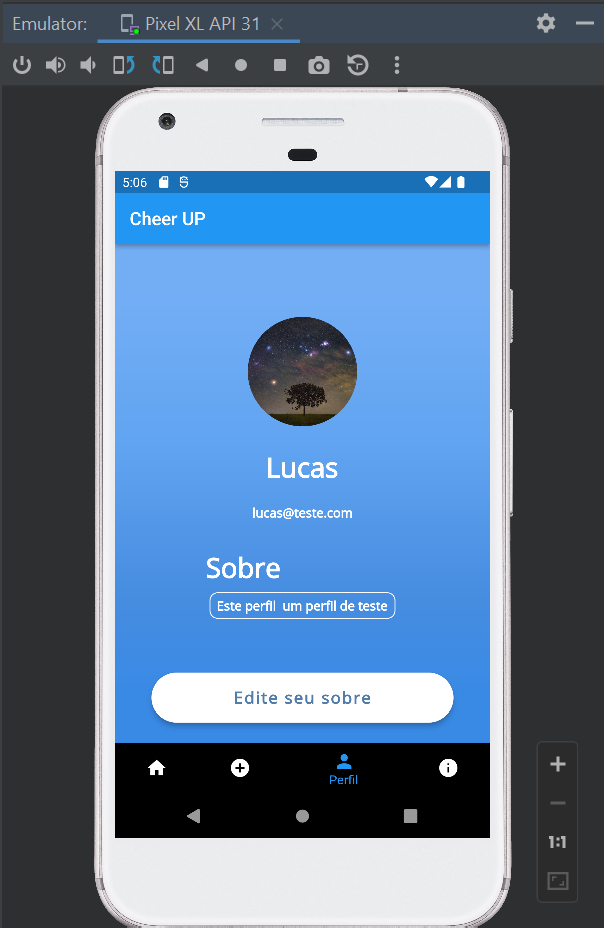 Emulator:
Pixel XL API 31
5:06
Cheer UP
Lucas
lucas@teste.com
Sobre
Este perfil  um perfil de teste
Edite seu sobre
Perfil
1:1